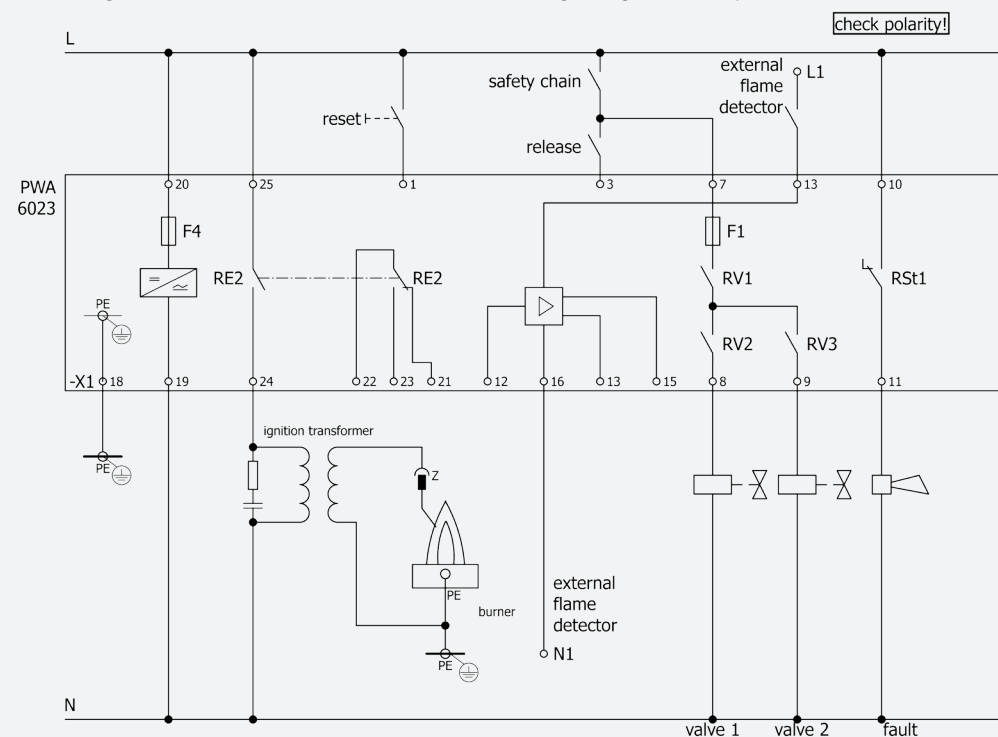 check polarity!
L
safety chain
external
flame
detector
L1
reset
release
PWA
6023
20
25
1
3
7
13
10
F4
F1
RE2
RE2
RV1
RSt1
PE
RV2
RV3
-X1
18
19
24
22
23
21
12
16
13
15
8
9
11
ignition transformer
PE
Z
PE
burner
external
flame
detector
N1
PE
N
valve 1
valve 2
fault